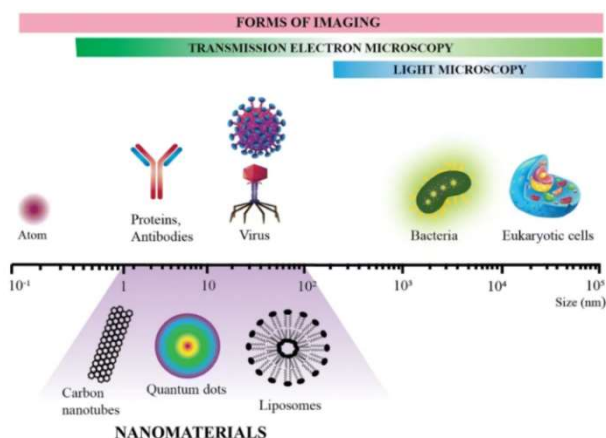 FORMS OF IMAGING
TRANSMISSION ELECTRON MICROSCOPY
LIGHT MICROSCOPY
Atom
Proteins,
Antibodies
Virus
Bacteria
Eukaryotic cells
10⁻¹ 1 10 10² 10³ 10⁴ 10⁵
Size (nm)
Carbon
nanotubes
Quantum dots
Liposomes
NANOMATERIALS